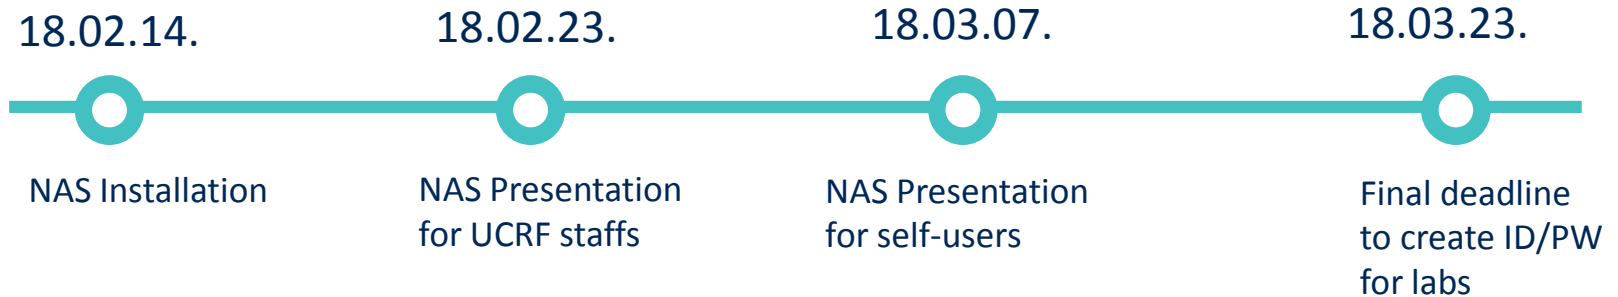 18.02.14.
18.02.23.
18.03.07.
18.03.23.
NAS Installation
NAS Presentation
for UCRF staffs
NAS Presentation
for self-users
Final deadline
to create ID/PW
for labs